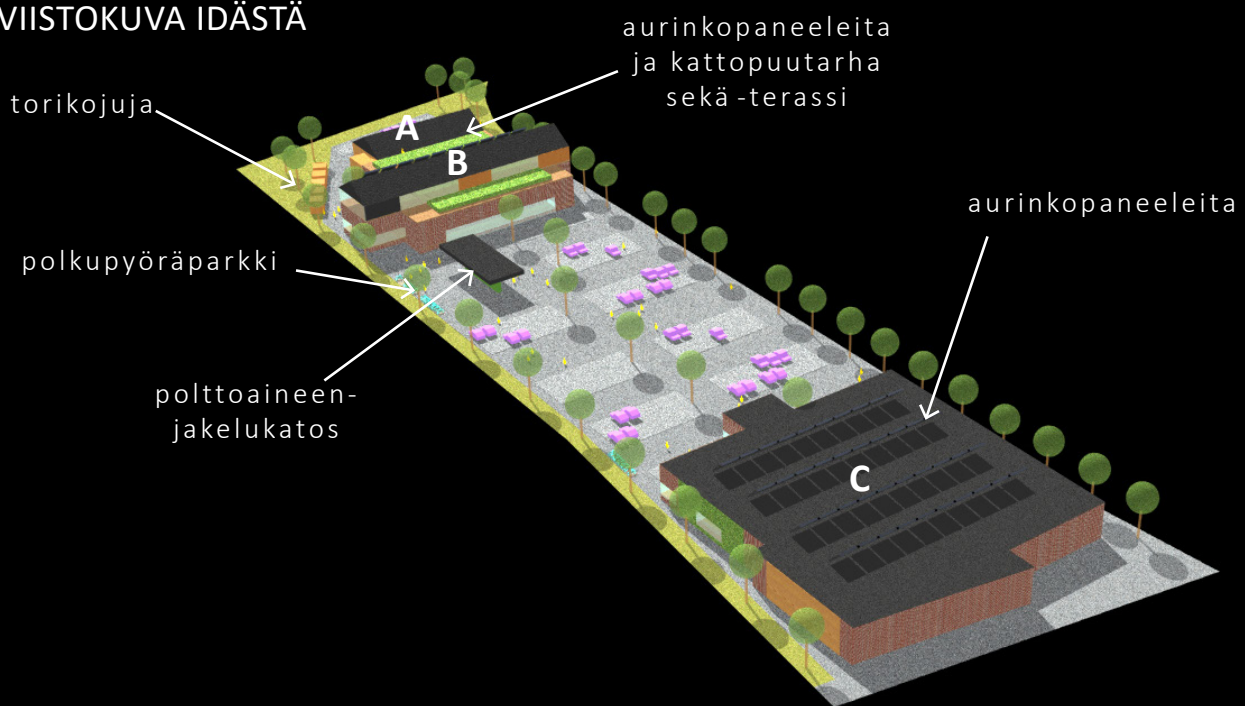 VIISTOKUVA IDÄSTÄ
aurinkopaneeleita
ja kattopuutarha
sekä -terassi
torikojuja
A
B
aurinkopaneeleita
polkupyöräparkki
polttoaineen-
jakelukatos
C